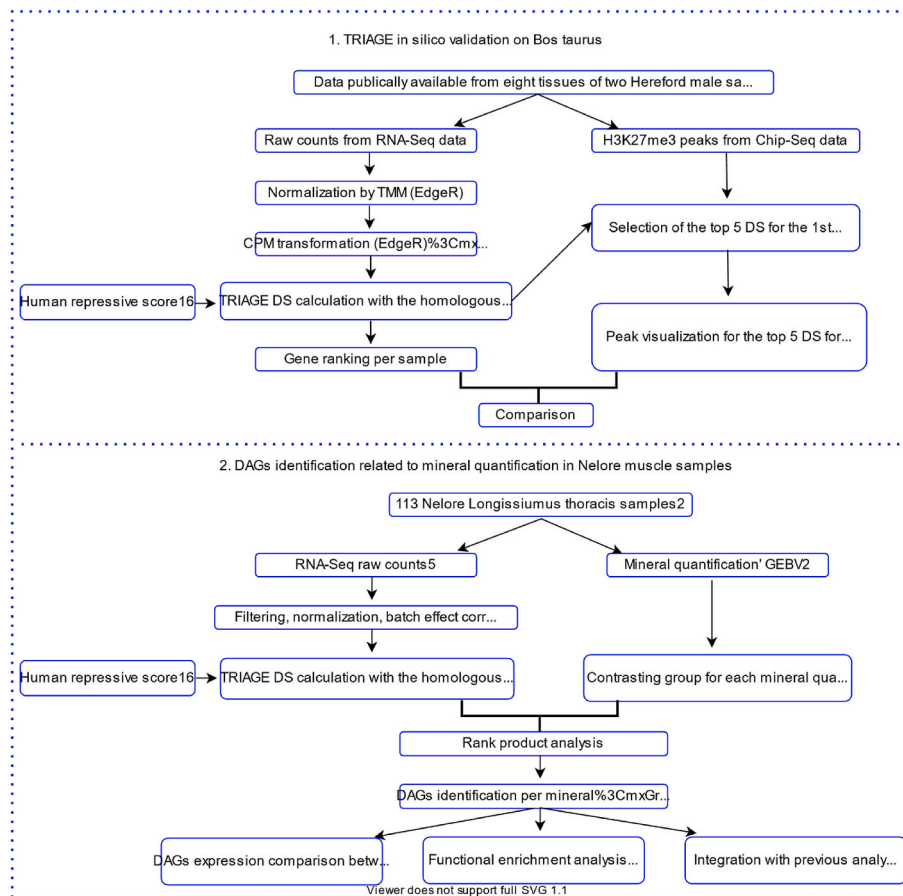 1. TRIAGE in silico validation on Bos taurus
Data publically available from eight tissues of two Hereford male sa...
Raw counts from RNA-Seq data
H3K27me3 peaks from Chip-Seq data
Normalization by TMM (EdgeR)
Selection of the top 5 DS for the 1st...
CPM transformation (EdgeR)%3Cmx...
Human repressive score16
TRIAGE DS calculation with the homologous...
Peak visualization for the top 5 DS for...
Gene ranking per sample
Comparison
2. DAGs identification related to mineral quantification in Nelore muscle samples
113 Nelore Longissiumus thoracis samples2
RNA-Seq raw counts5
Mineral quantification' GEBV2
Filtering, normalization, batch effect corr...
Human repressive score16
TRIAGE DS calculation with the homologous...
Contrasting group for each mineral qua...
Rank product analysis
DAGs identification per mineral%3CmxGr...
DAGs expression comparison betw...
Functional enrichment analysis...
Integration with previous analy...
Viewer does not support full SVG 1.1